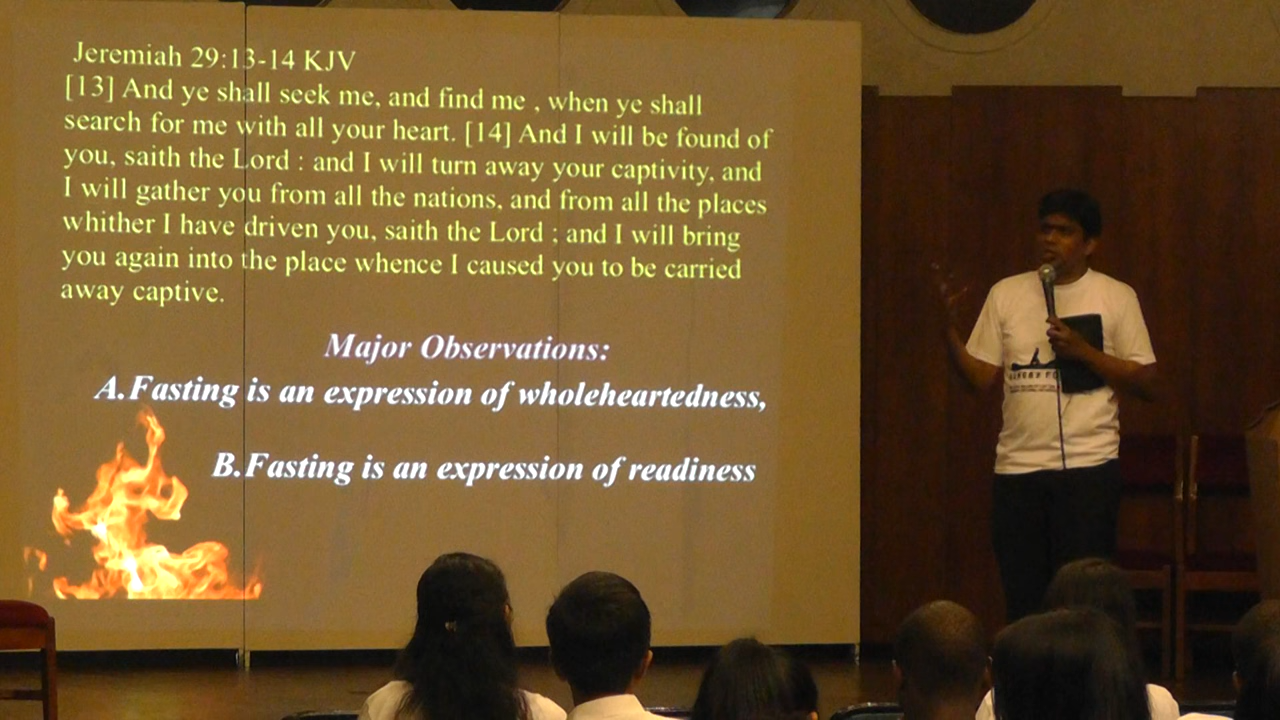 Jeremiah 29:13-14 KJV
[13] And ye shall seek me, and find me , when ye shall
search for me with all your heart. [14] And I will be found of
you, saith the Lord : and I will turn away your captivity, and
I will gather you from all the nations, and from all the places
whither I have driven you, saith the Lord ; and I will bring
you again into the place whence I caused you to be carried
away captive.
Major Observations:
A.Fasting is an expression of wholeheartedness,
B.Fasting is an expression of readiness